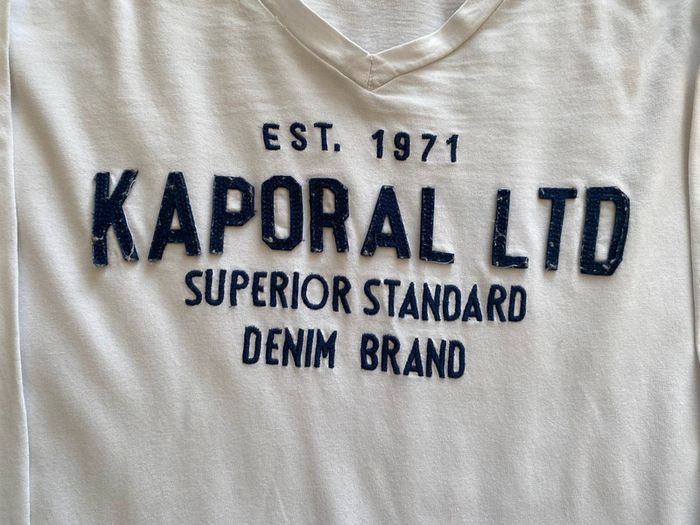 EST. 1971
KAPORAL LTD
SUPERIOR STANDARD
DENIM BRAND